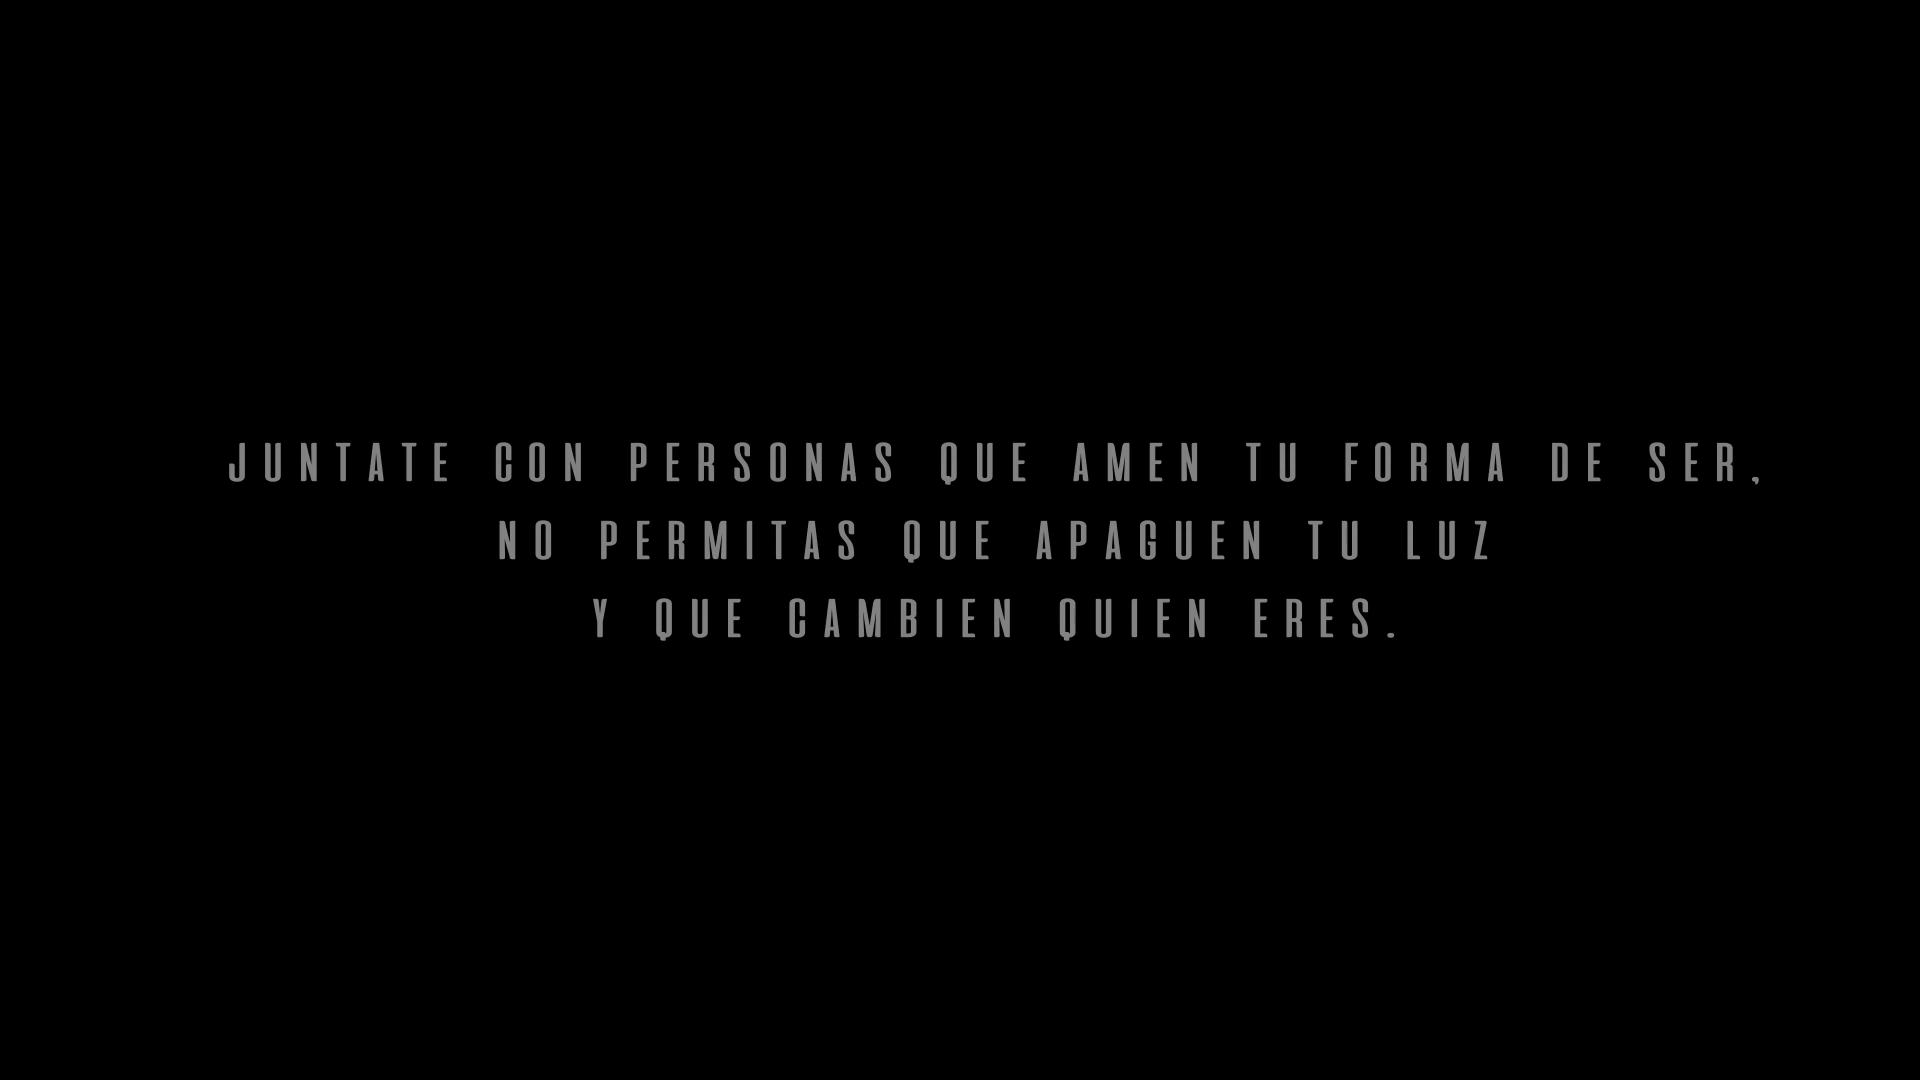 JUNTATE CON PERSONAS QUE AMEN TU FORMA DE SER,
NO PERMITAS QUE APAGUEN TU LUZ
Y QUE CAMBIEN QUIEN ERES.